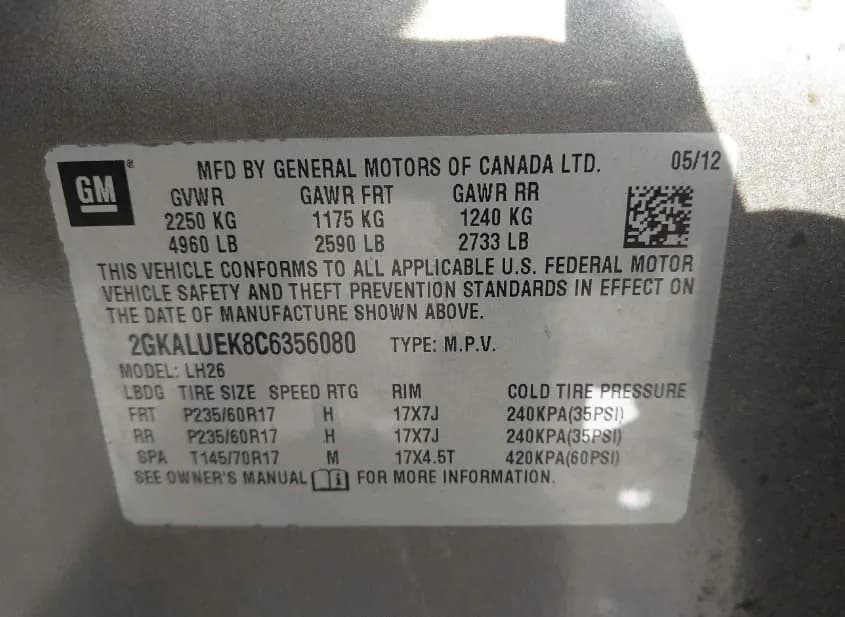 GM ®
MFD BY GENERAL MOTORS OF CANADA LTD. 05/12
GVWR GAWR FRT GAWR RR
2250 KG 1175 KG 1240 KG
4960 LB 2590 LB 2733 LB
THIS VEHICLE CONFORMS TO ALL APPLICABLE U.S. FEDERAL MOTOR
VEHICLE SAFETY AND THEFT PREVENTION STANDARDS IN EFFECT ON
THE DATE OF MANUFACTURE SHOWN ABOVE.
2GKALUEK8C6356080 TYPE: M.P.V.
MODEL: LH26
LBDG TIRE SIZE SPEED RTG RIM COLD TIRE PRESSURE
FRT P235/60R17 H 17X7J 240KPA(35PSI)
RR P235/60R17 H 17X7J 240KPA(35PSI)
SPA T145/70R17 M 17X4.5T 420KPA(60PSI)
SEE OWNER'S MANUAL i FOR MORE INFORMATION.